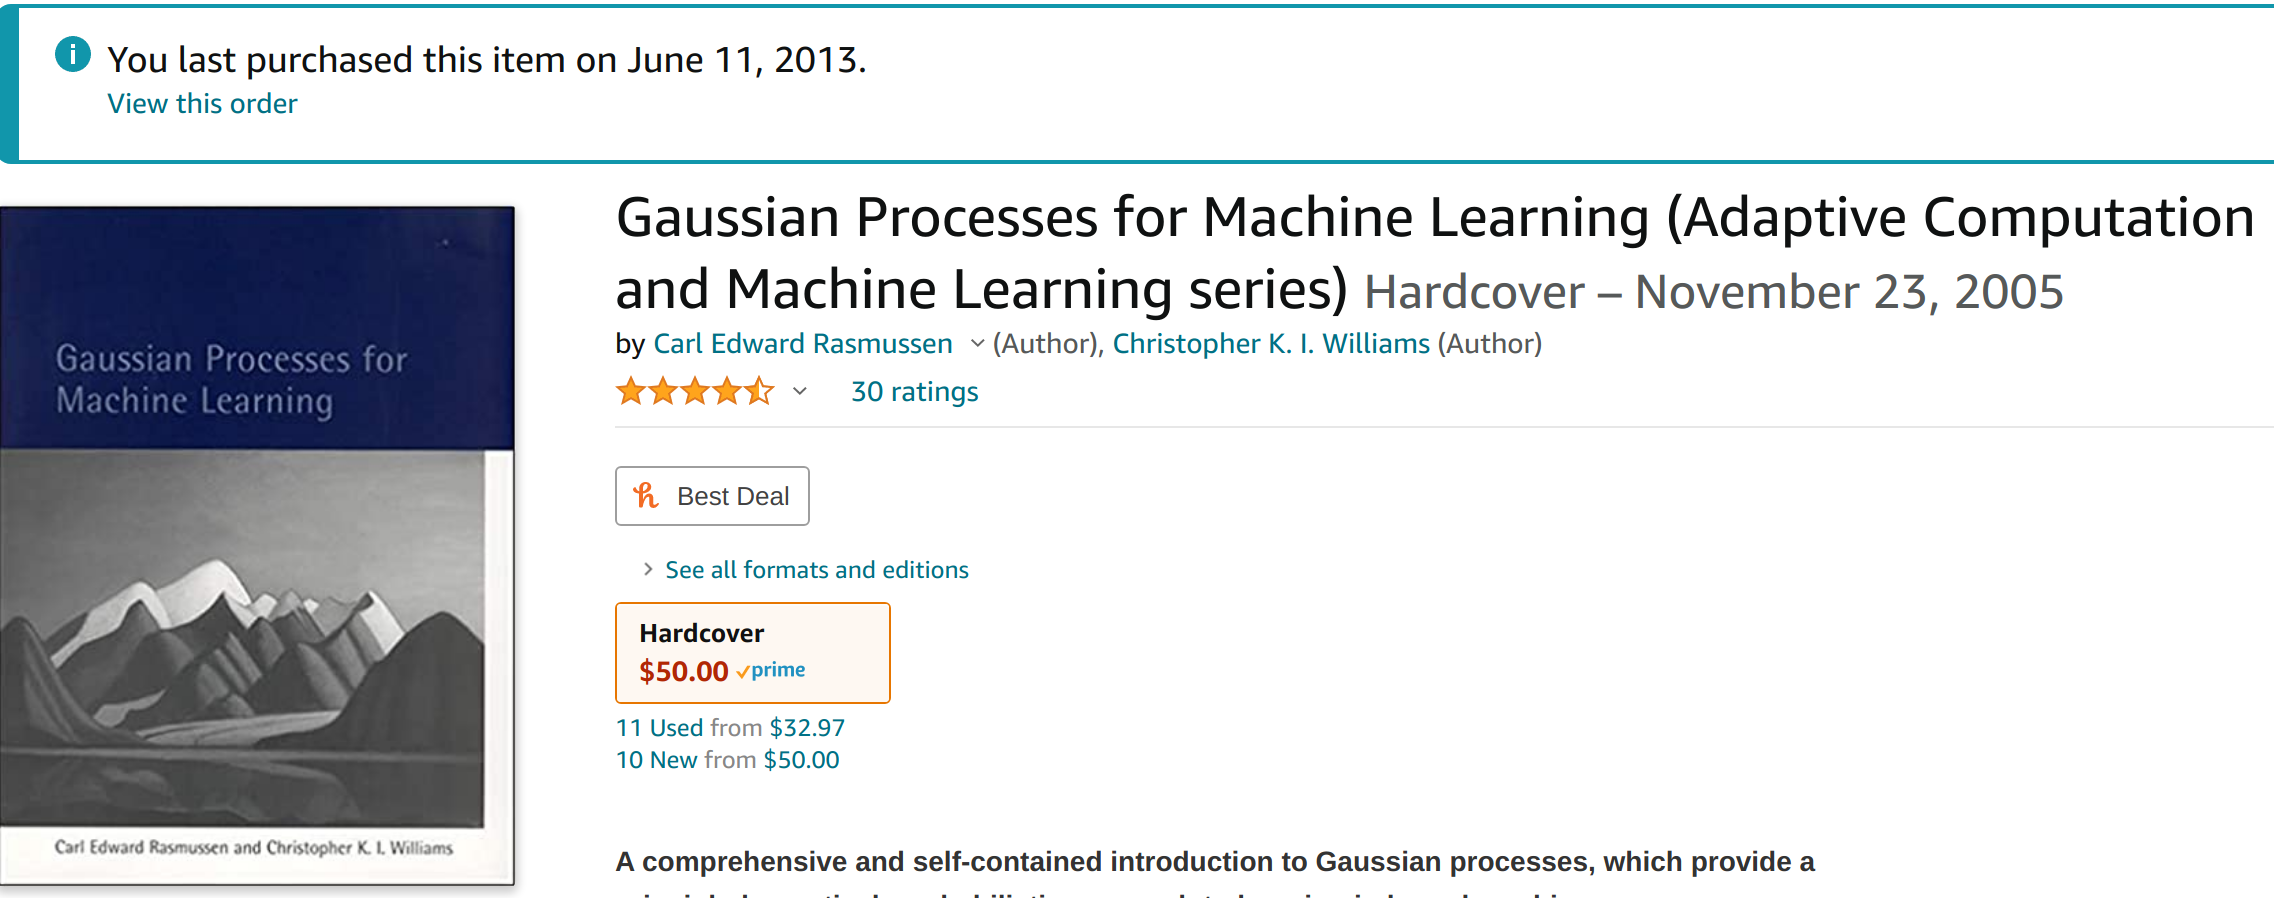 You last purchased this item on June 11, 2013.
View this order
Gaussian Processes for Machine Learning (Adaptive Computation
and Machine Learning series) Hardcover – November 23, 2005
by Carl Edward Rasmussen (Author), Christopher K. I. Williams (Author)
30 ratings
Best Deal
See all formats and editions
Hardcover
$50.00 prime
11 Used from $32.97
10 New from $50.00
A comprehensive and self-contained introduction to Gaussian processes, which provide a
Gaussian Processes for
Machine Learning
Carl Edward Rasmussen and Christopher K. I. Williams